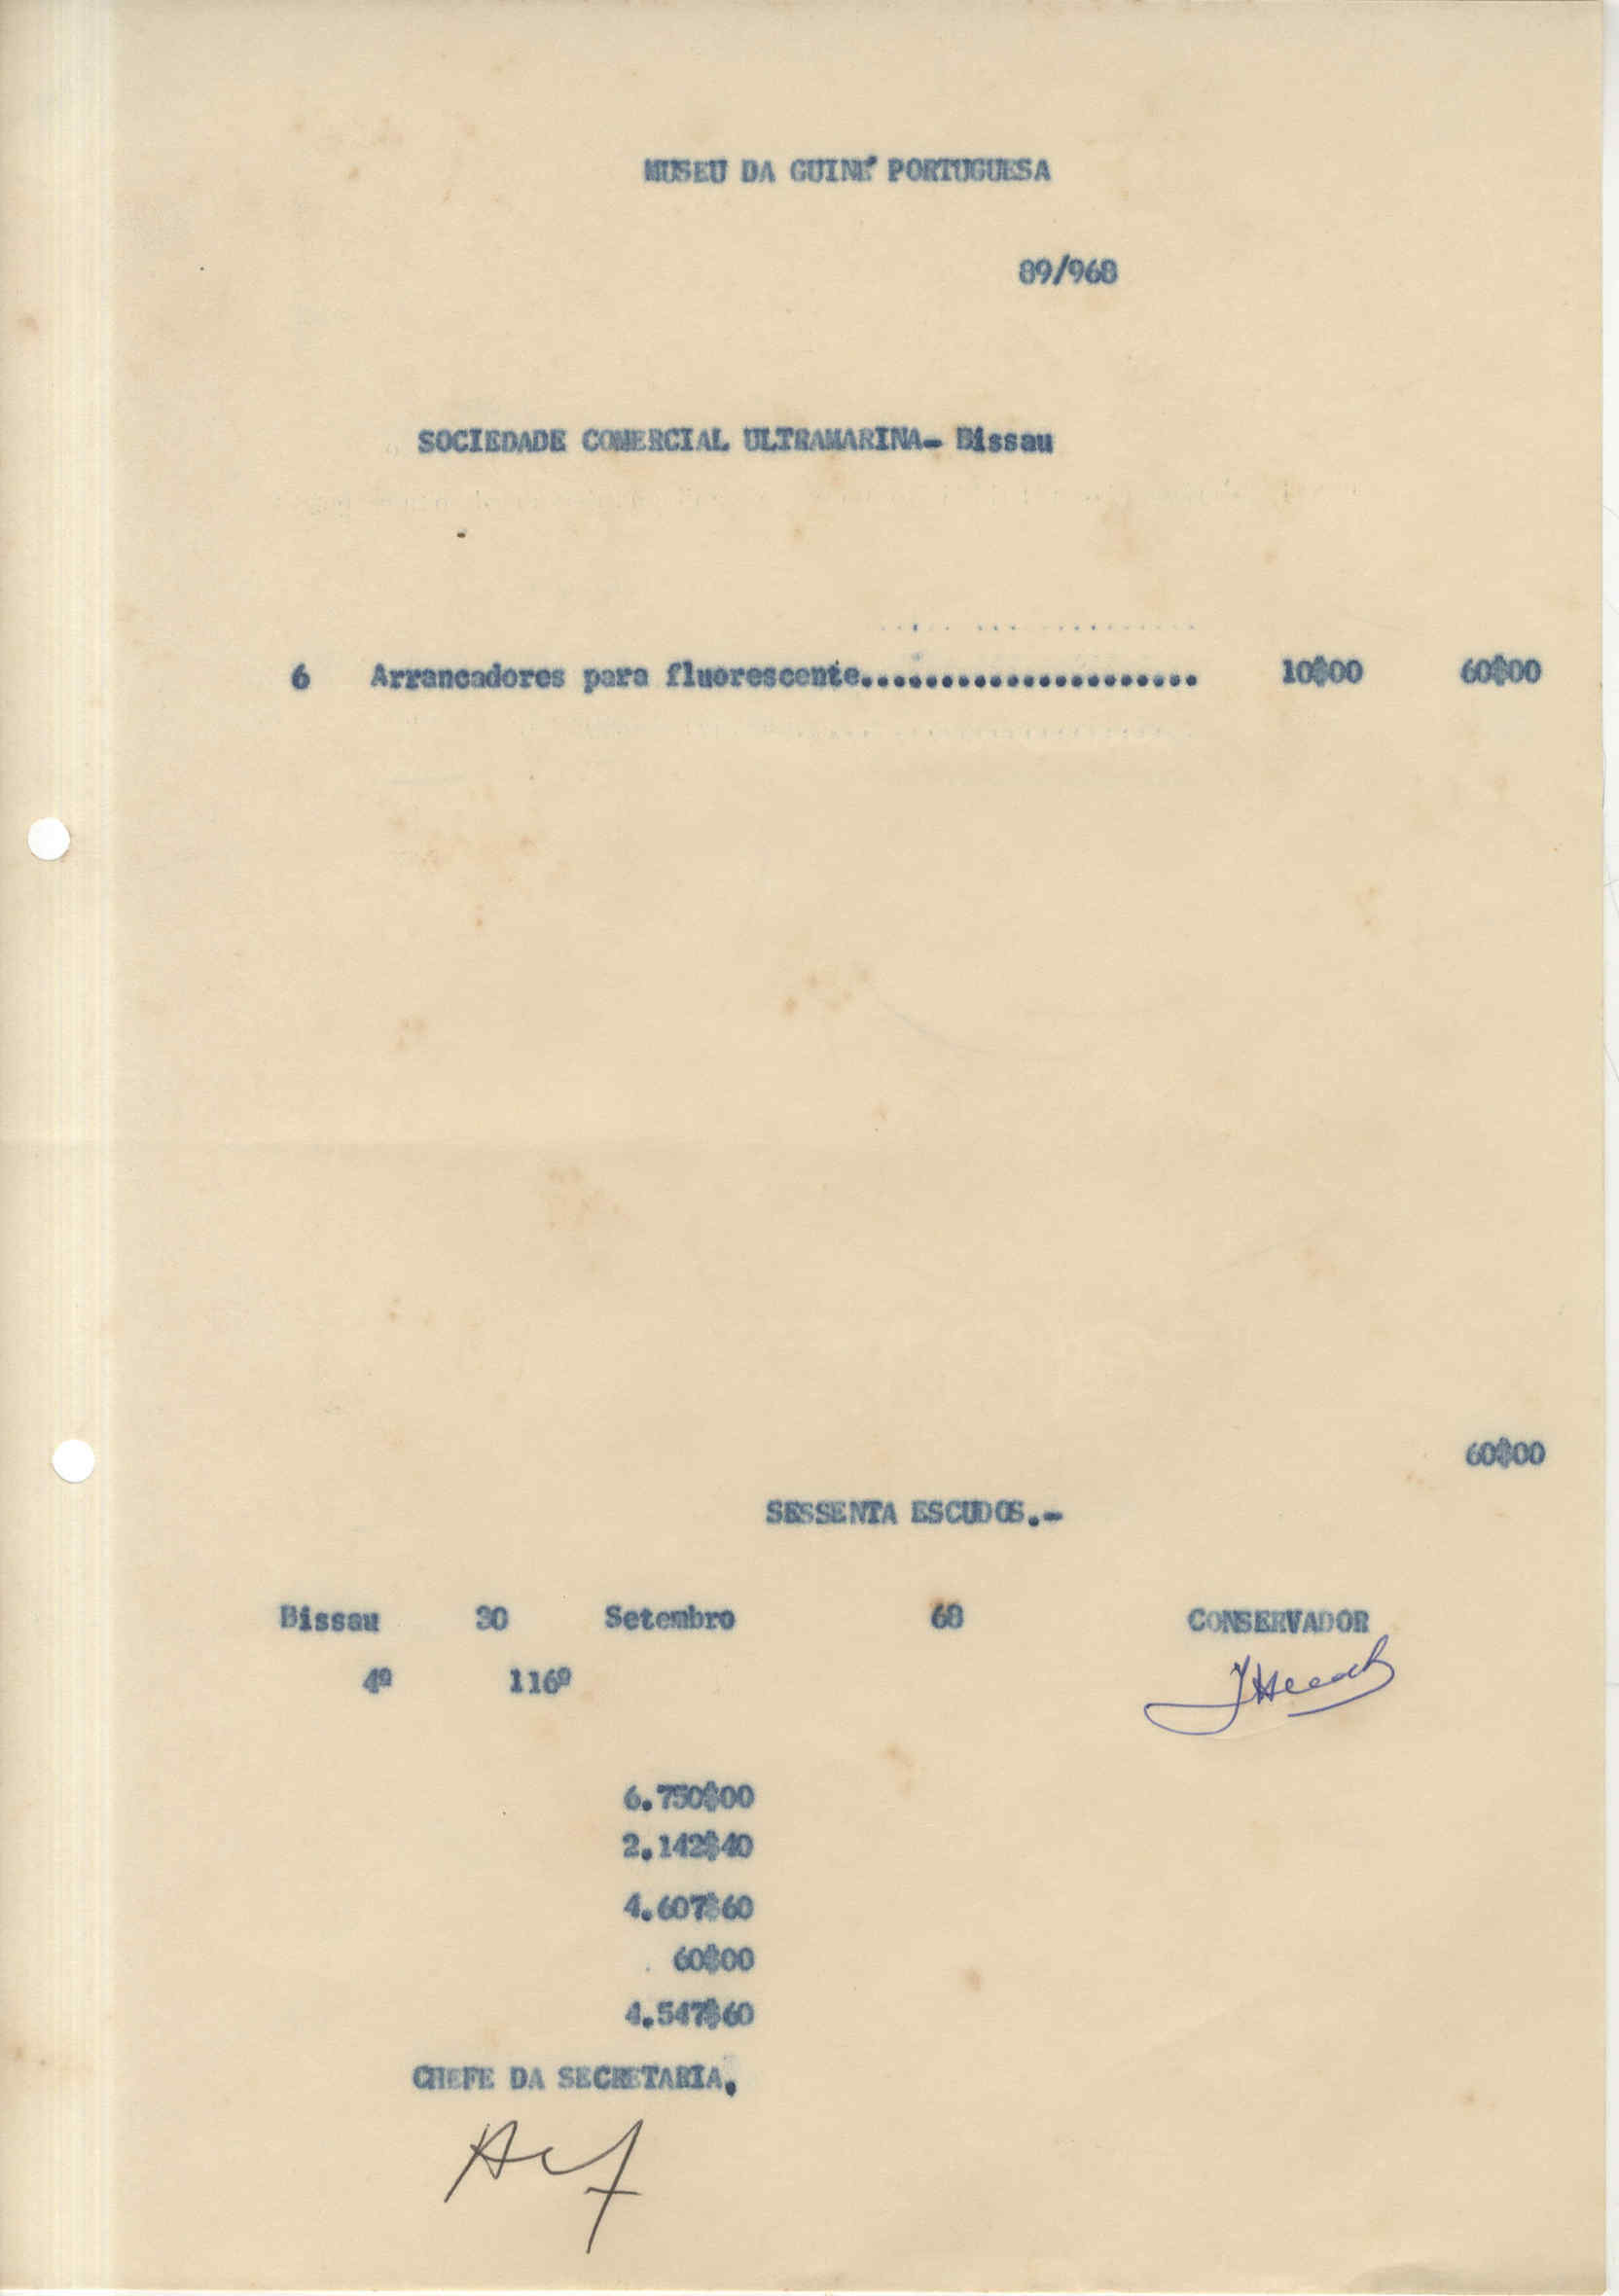 MUSEU DA GUINÉ PORTUGUESA
89/968
SOCIEDADE COMERCIAL ULTRAMARINA- Bissau
6 Arrancadores para fluorescente..................... 10$00 60$00
60$00
SESSENTA ESCUDOS.-
Bissau 30 Setembro 68 CONSERVADOR
4º 116º
6.750$00
2.142$40
4.607$60
60$00
4.547$60
CHEFE DA SECRETARIA.